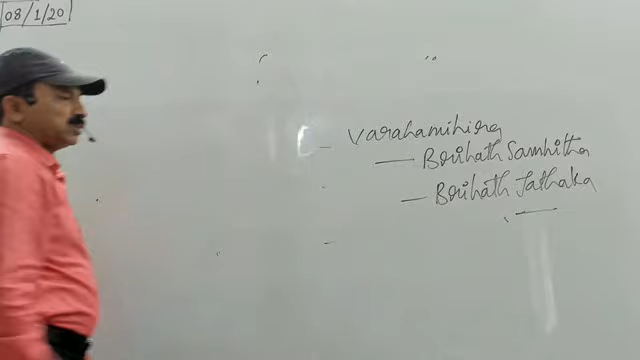 08/1/20
Varahamihira
— Brihath Samhitha
— Brihath Jathaka